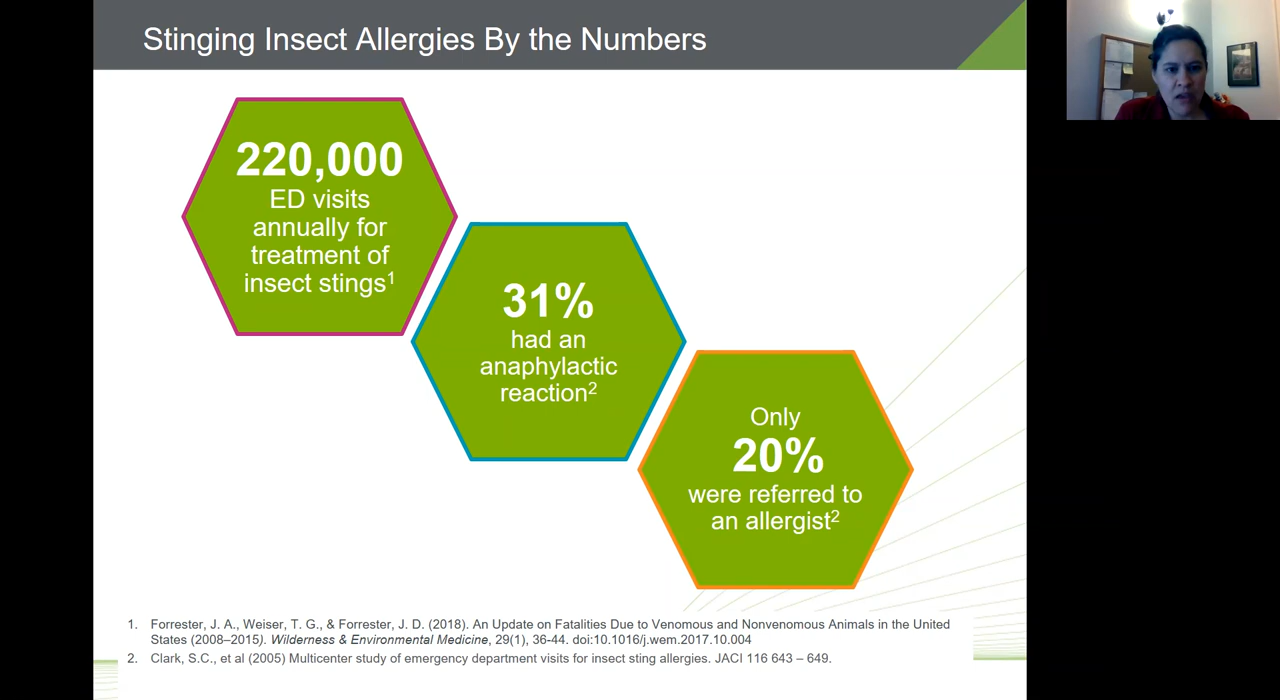 Stinging Insect Allergies By the Numbers
220,000
ED visits
annually for
treatment of
insect stings1
31%
had an
anaphylactic
reaction2
Only
20%
were referred to
an allergist2
1. Forrester, J. A., Weiser, T. G., & Forrester, J. D. (2018). An Update on Fatalities Due to Venomous and Nonvenomous Animals in the United
States (2008–2015). Wilderness & Environmental Medicine, 29(1), 36-44. doi:10.1016/j.wem.2017.10.004
2. Clark, S.C., et al (2005) Multicenter study of emergency department visits for insect sting allergies. JACI 116 643 – 649.